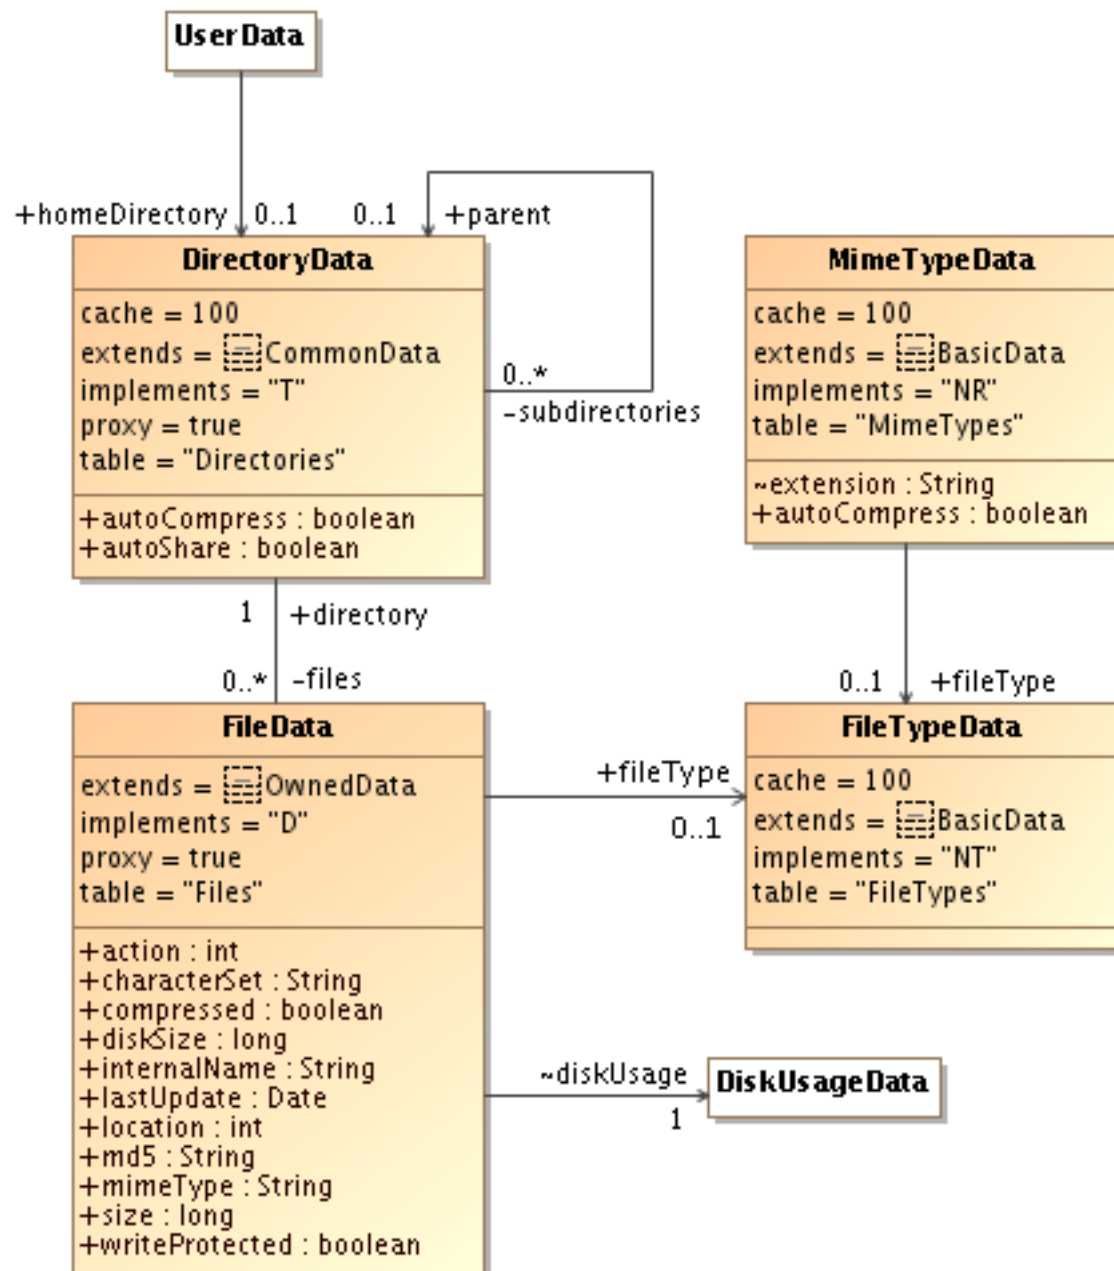 UserData
+homeDirectory 0..1 0..1 +parent
DirectoryData
cache = 100
extends = CommonData
implements = "T"
proxy = true
table = "Directories"
+autoCompress : boolean
+autoShare : boolean
0..*
-subdirectories
MimeTypeData
cache = 100
extends = BasicData
implements = "NR"
table = "MimeTypes"
~extension : String
+autoCompress : boolean
1 +directory
0..* -files
0..1 +fileType
FileData
extends = OwnedData
implements = "D"
proxy = true
table = "Files"
+action : int
+characterSet : String
+compressed : boolean
+diskSize : long
+internalName : String
+lastUpdate : Date
+location : int
+md5 : String
+mimeType : String
+size : long
+writeProtected : boolean
+fileType
0..1
FileTypeData
cache = 100
extends = BasicData
implements = "NT"
table = "FileTypes"
~diskUsage
1
DiskUsageData